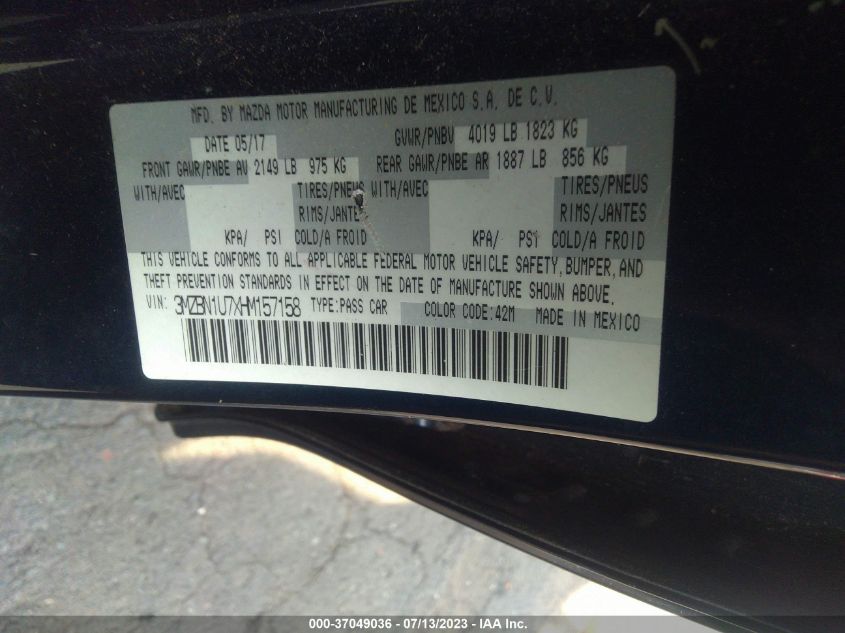 MFD. BY MAZDA MOTOR MANUFACTURING DE MEXICO S.A. DE C.V.
DATE 05/17 GVWR/PNBV 4019 LB 1823 KG
FRONT GAWR/PNBE AV 2149 LB 975 KG REAR GAWR/PNBE AR 1887 LB 856 KG
WITH/AVEC TIRES/PNEUS WITH/AVEC TIRES/PNEUS
RIMS/JANTES RIMS/JANTES
KPA/ PSI COLD/A FROID KPA/ PSI COLD/A FROID
THIS VEHICLE CONFORMS TO ALL APPLICABLE FEDERAL MOTOR VEHICLE SAFETY, BUMPER, AND
THEFT PREVENTION STANDARDS IN EFFECT ON THE DATE OF MANUFACTURE SHOWN ABOVE.
VIN: 3MZBN1U7XHM157158 TYPE:PASS CAR COLOR CODE:42M MADE IN MEXICO
000-37049036 - 07/13/2023 - IAAI Inc.